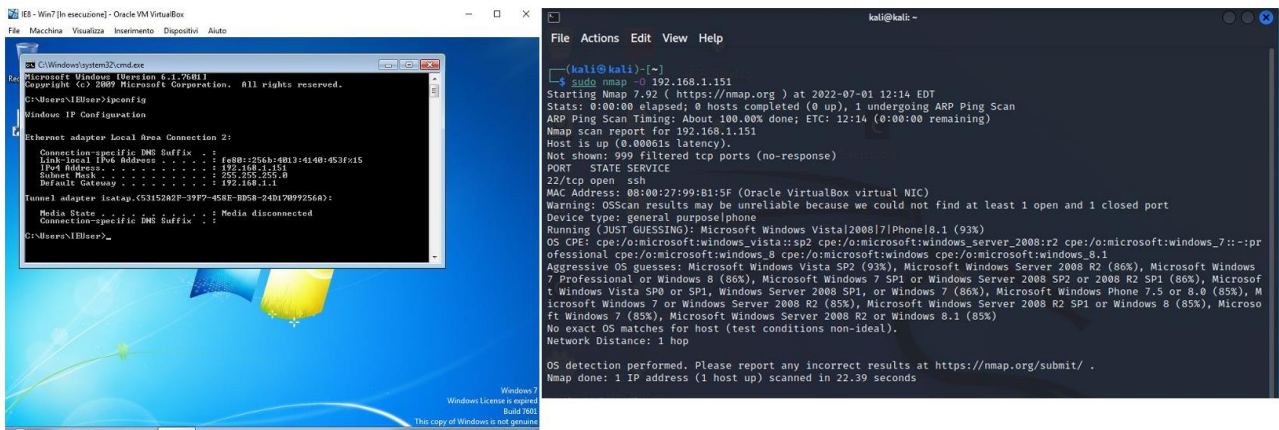 IE8 - Win7 [In esecuzione] - Oracle VM VirtualBox
File Macchina Visualizza Inserimento Dispositivi Aiuto
C:\Windows\system32\cmd.exe
Microsoft Windows [Version 6.1.7601]
Copyright (c) 2009 Microsoft Corporation. All rights reserved.
C:\Users\IEUser>ipconfig
Windows IP Configuration
Ethernet adapter Local Area Connection 2:
Connection-specific DNS Suffix . :
Link-local IPv6 Address . . . . . : fe80::256b:4013:4140:453f%15
IPv4 Address. . . . . . . . . . . : 192.168.1.151
Subnet Mask . . . . . . . . . . . : 255.255.255.0
Default Gateway . . . . . . . . . : 192.168.1.1
Tunnel adapter isatap.{53152A2F-39F7-458E-BD58-24D17099256A}:
Media State . . . . . . . . . . . : Media disconnected
Connection-specific DNS Suffix . :
C:\Users\IEUser>_
Windows 7
Windows License is expired
Build 7601
This copy of Windows is not genuine
kali@kali: ~
File Actions Edit View Help
(kali㉿kali)-[~]
$ sudo nmap -O 192.168.1.151
Starting Nmap 7.92 ( https://nmap.org ) at 2022-07-01 12:14 EDT
Stats: 0:00:00 elapsed; 0 hosts completed (0 up), 1 undergoing ARP Ping Scan
ARP Ping Scan Timing: About 100.00% done; ETC: 12:14 (0:00:00 remaining)
Nmap scan report for 192.168.1.151
Host is up (0.00061s latency).
Not shown: 999 filtered tcp ports (no-response)
PORT STATE SERVICE
22/tcp open ssh
MAC Address: 08:00:27:99:B1:5F (Oracle VirtualBox virtual NIC)
Warning: OSScan results may be unreliable because we could not find at least 1 open and 1 closed port
Device type: general purpose|phone
Running (JUST GUESSING): Microsoft Windows Vista|2008|7|Phone|8.1 (93%)
OS CPE: cpe:/o:microsoft:windows_vista::sp2 cpe:/o:microsoft:windows_server_2008:r2 cpe:/o:microsoft:windows_7::-:pr
ofessional cpe:/o:microsoft:windows_8 cpe:/o:microsoft:windows cpe:/o:microsoft:windows_8.1
Aggressive OS guesses: Microsoft Windows Vista SP2 (93%), Microsoft Windows Server 2008 R2 (86%), Microsoft Windows
7 Professional or Windows 8 (86%), Microsoft Windows 7 SP1 or Windows Server 2008 SP2 or 2008 R2 SP1 (86%), Microsof
t Windows Vista SP0 or SP1, Windows Server 2008 SP1, or Windows 7 (86%), Microsoft Windows Phone 7.5 or 8.0 (85%), M
icrosoft Windows 7 or Windows Server 2008 R2 (85%), Microsoft Windows Server 2008 R2 SP1 or Windows 8 (85%), Microso
ft Windows 7 (85%), Microsoft Windows Server 2008 R2 or Windows 8.1 (85%)
No exact OS matches for host (test conditions non-ideal).
Network Distance: 1 hop
OS detection performed. Please report any incorrect results at https://nmap.org/submit/ .
Nmap done: 1 IP address (1 host up) scanned in 22.39 seconds